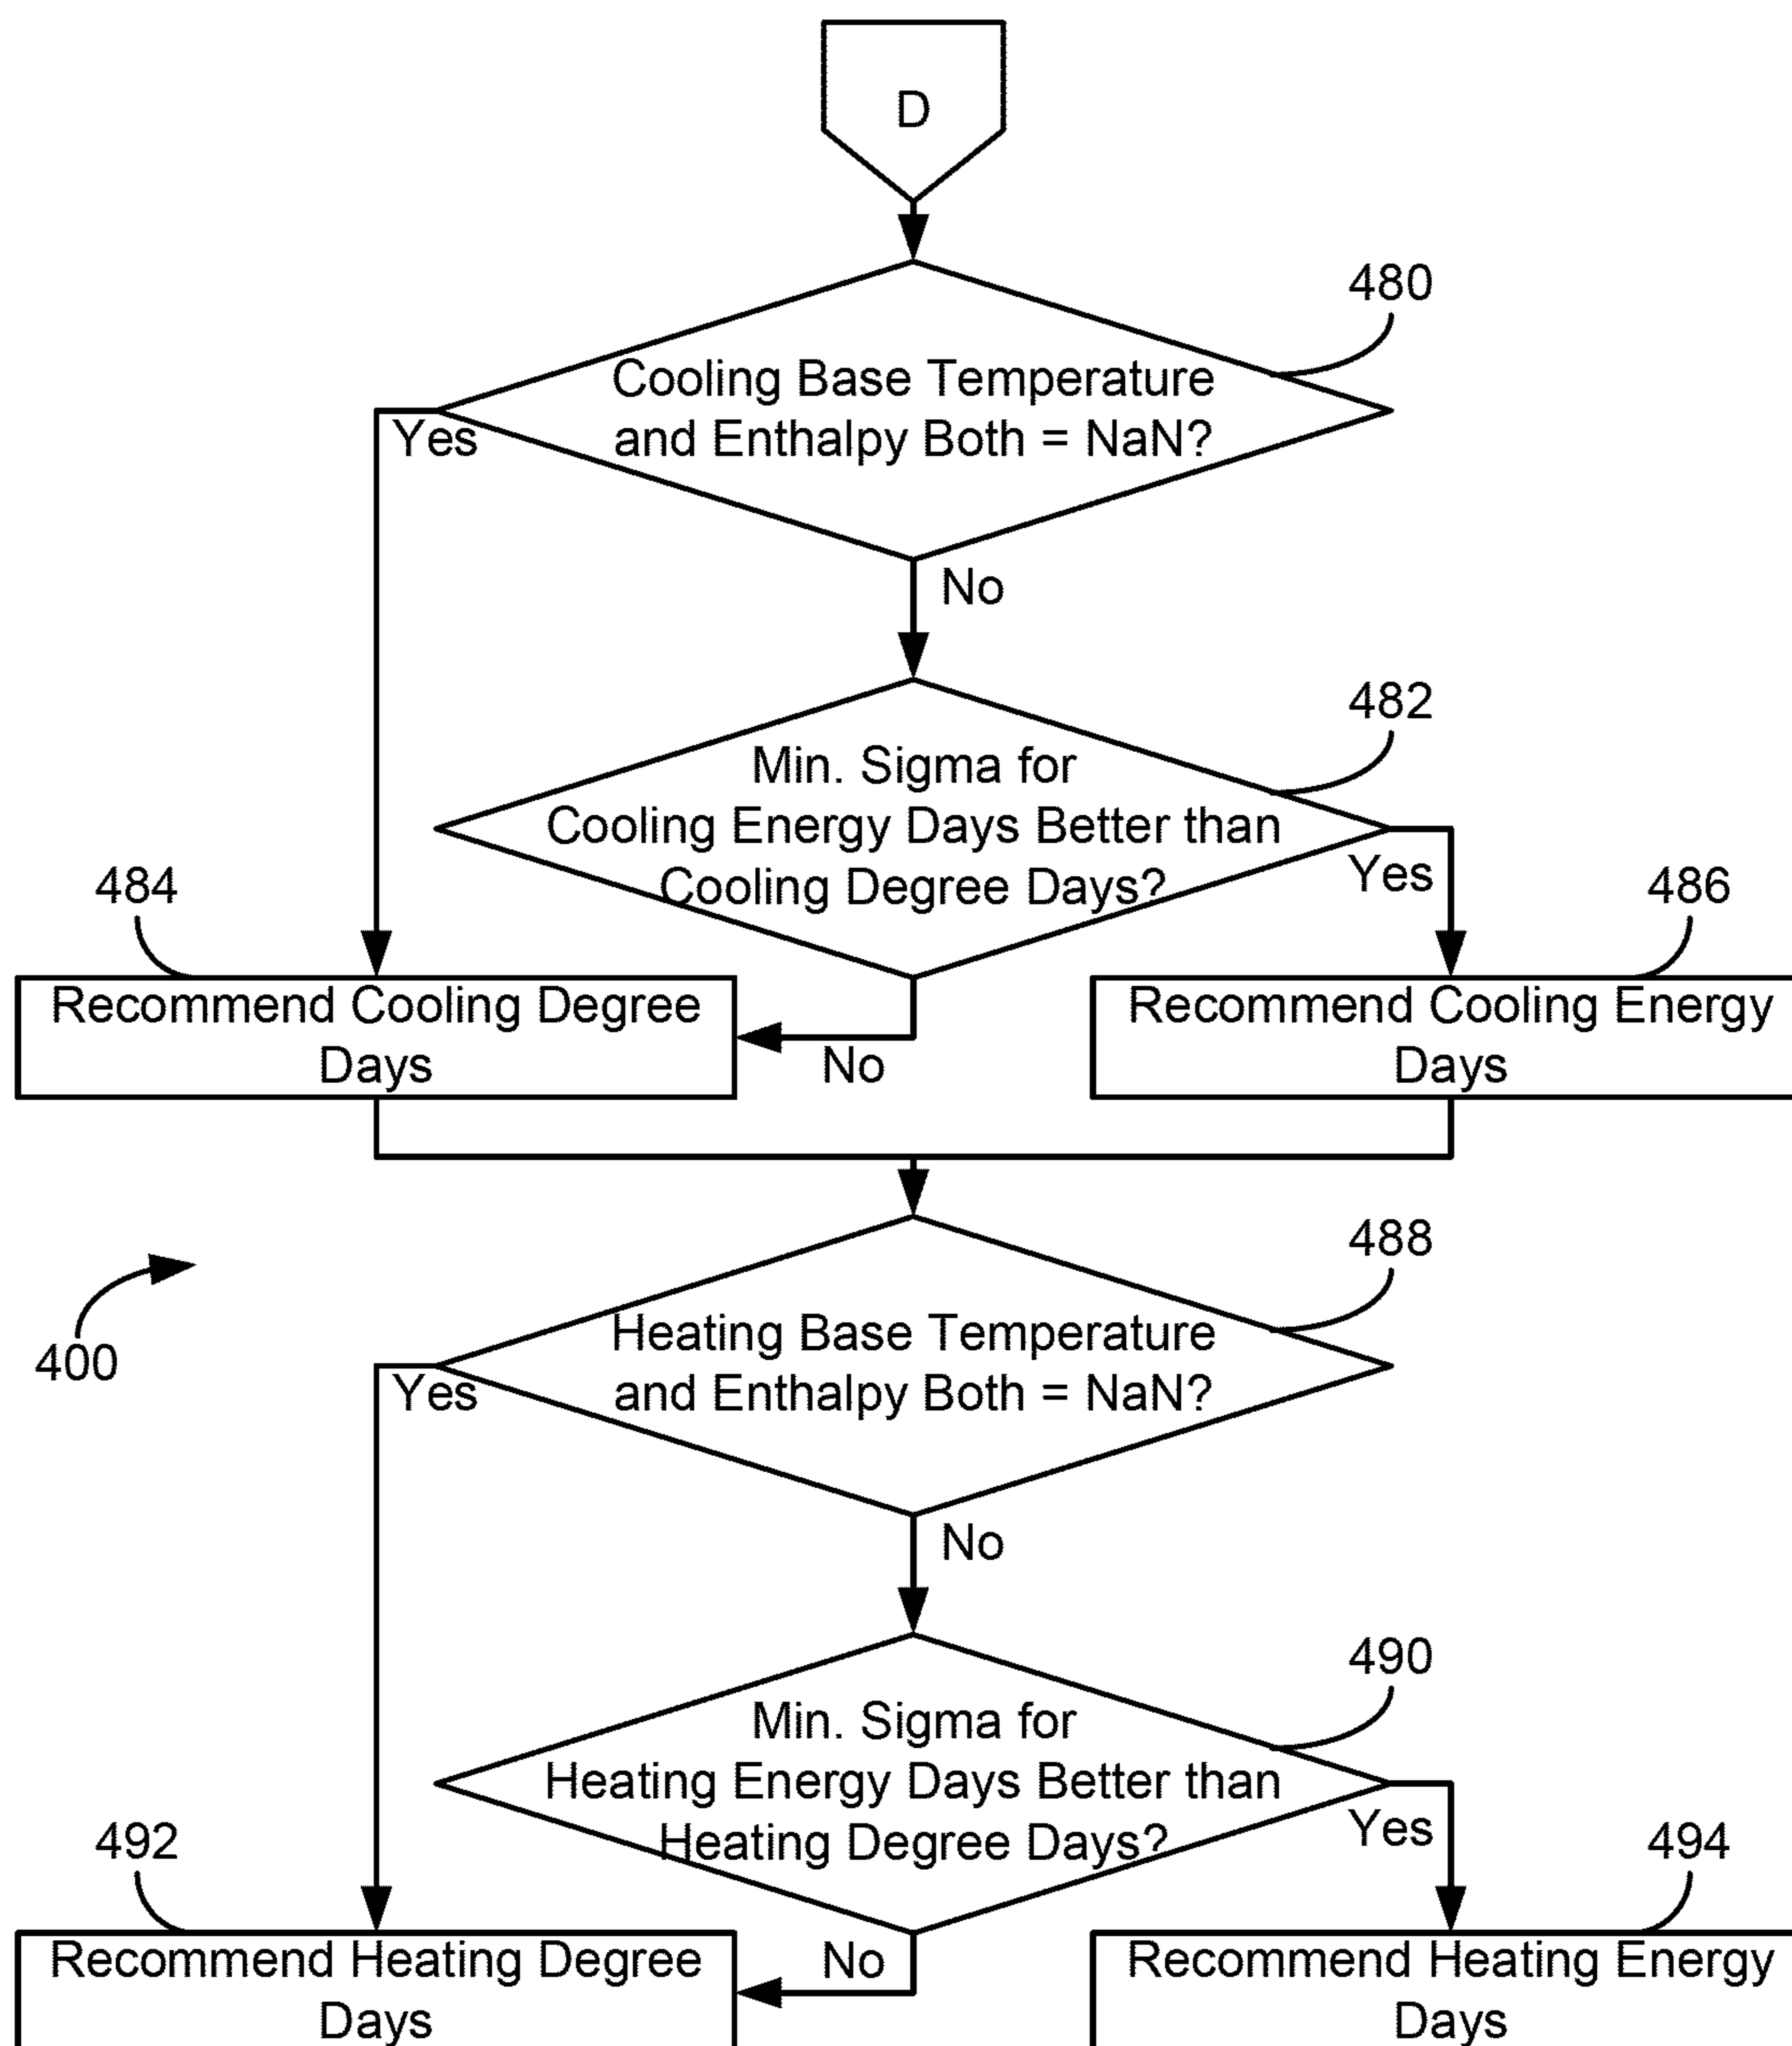 D
480
Cooling Base Temperature
and Enthalpy Both = NaN?
Yes
No
482
Min. Sigma for
Cooling Energy Days Better than
Cooling Degree Days?
Yes
484
486
Recommend Cooling Degree
Days
No
Recommend Cooling Energy
Days
488
400
Heating Base Temperature
and Enthalpy Both = NaN?
Yes
No
490
Min. Sigma for
Heating Energy Days Better than
Heating Degree Days?
Yes
492
494
Recommend Heating Degree
Days
No
Recommend Heating Energy
Days